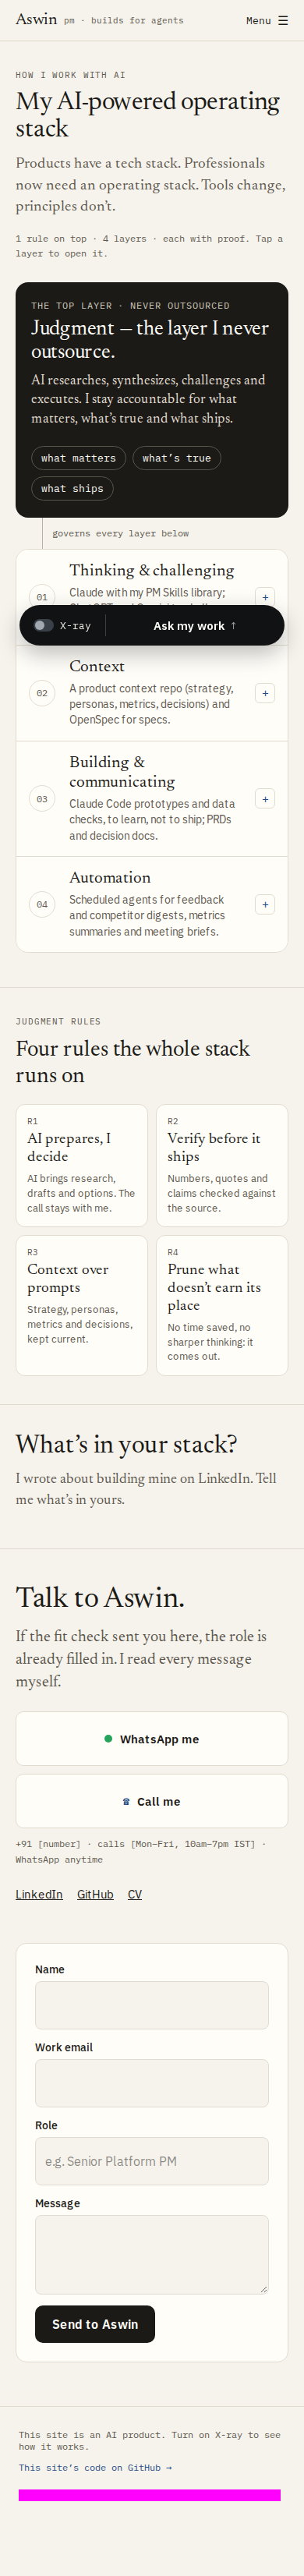 Aswin pm · builds for agents Menu ☰
HOW I WORK WITH AI
My AI-powered operating
stack
Products have a tech stack. Professionals
now need an operating stack. Tools change,
principles don’t.
1 rule on top · 4 layers · each with proof. Tap a
layer to open it.
THE TOP LAYER · NEVER OUTSOURCED
Judgment — the layer I never
outsource.
AI researches, synthesizes, challenges and
executes. I stay accountable for what
matters, what’s true and what ships.
what matters what’s true
what ships
governs every layer below
Thinking & challenging
01 Claude with my PM Skills library; +
X-ray Ask my work ↑
Context
02 A product context repo (strategy, +
personas, metrics, decisions) and
OpenSpec for specs.
Building &
communicating
03 Claude Code prototypes and data +
checks, to learn, not to ship; PRDs
and decision docs.
Automation
04 Scheduled agents for feedback +
and competitor digests, metrics
summaries and meeting briefs.
JUDGMENT RULES
Four rules the whole stack
runs on
R1
AI prepares, I
decide
AI brings research,
drafts and options. The
call stays with me.
R2
Verify before it
ships
Numbers, quotes and
claims checked against
the source.
R3
Context over
prompts
Strategy, personas,
metrics and decisions,
kept current.
R4
Prune what
doesn’t earn its
place
No time saved, no
sharper thinking: it
comes out.
What’s in your stack?
I wrote about building mine on LinkedIn. Tell
me what’s in yours.
Talk to Aswin.
If the fit check sent you here, the role is
already filled in. I read every message
myself.
WhatsApp me
☎ Call me
+91 [number] · calls [Mon–Fri, 10am–7pm IST] ·
WhatsApp anytime
LinkedIn GitHub CV
Name
Work email
Role
e.g. Senior Platform PM
Message
Send to Aswin
This site is an AI product. Turn on X-ray to see
how it works.
This site’s code on GitHub →